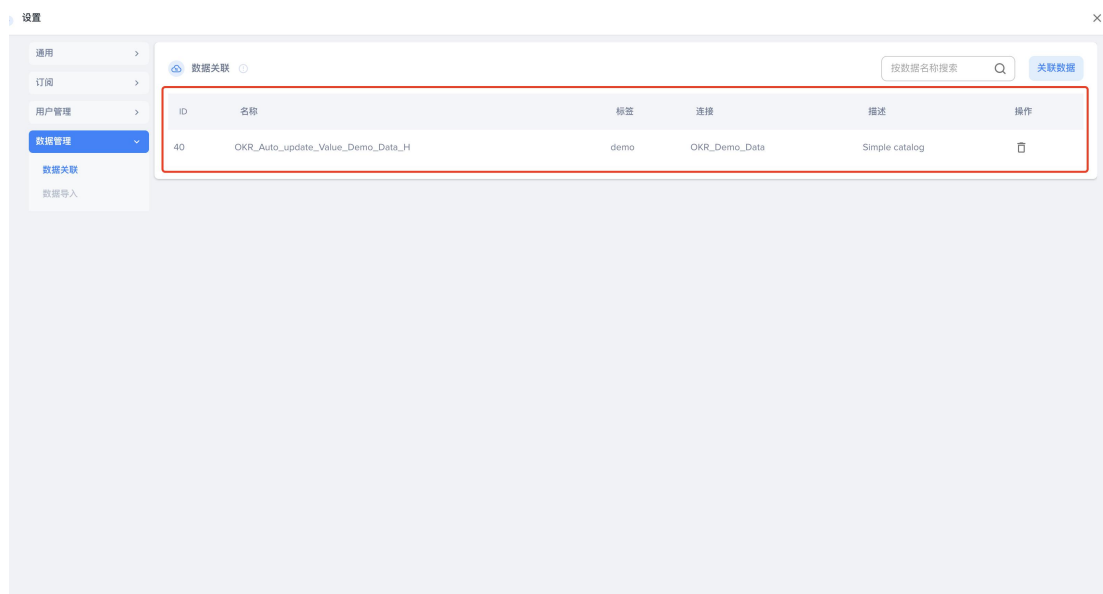 设置
通用
订阅
用户管理
数据管理
数据关联
数据导入
数据关联
按数据名称搜索
关联数据
ID 名称 标签 连接 描述 操作
40 OKR_Auto_update_Value_Demo_Data_H demo OKR_Demo_Data Simple catalog